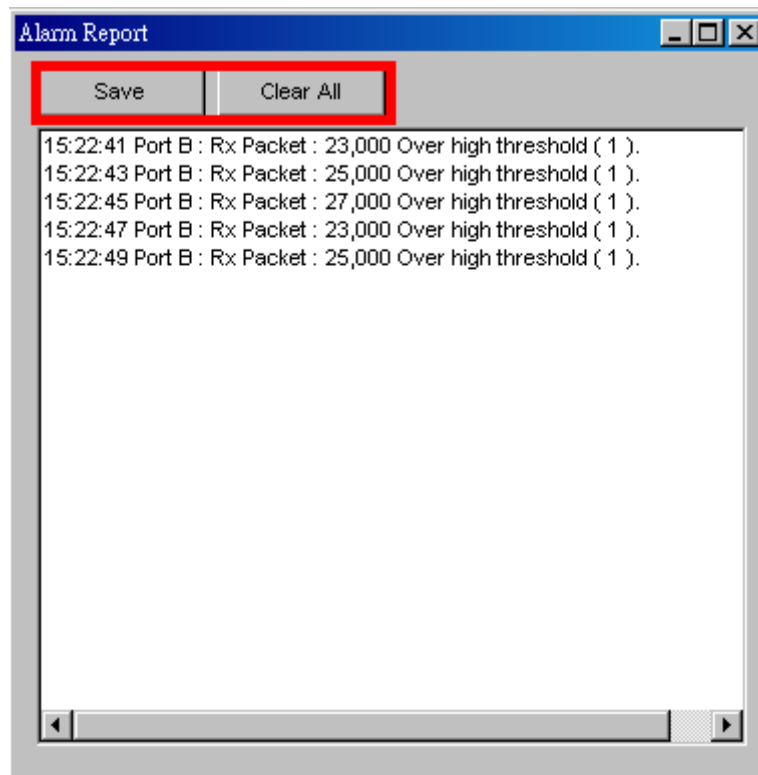 Alarm Report
Save Clear All
15:22:41 Port B : Rx Packet : 23,000 Over high threshold ( 1 ).
15:22:43 Port B : Rx Packet : 25,000 Over high threshold ( 1 ).
15:22:45 Port B : Rx Packet : 27,000 Over high threshold ( 1 ).
15:22:47 Port B : Rx Packet : 23,000 Over high threshold ( 1 ).
15:22:49 Port B : Rx Packet : 25,000 Over high threshold ( 1 ).